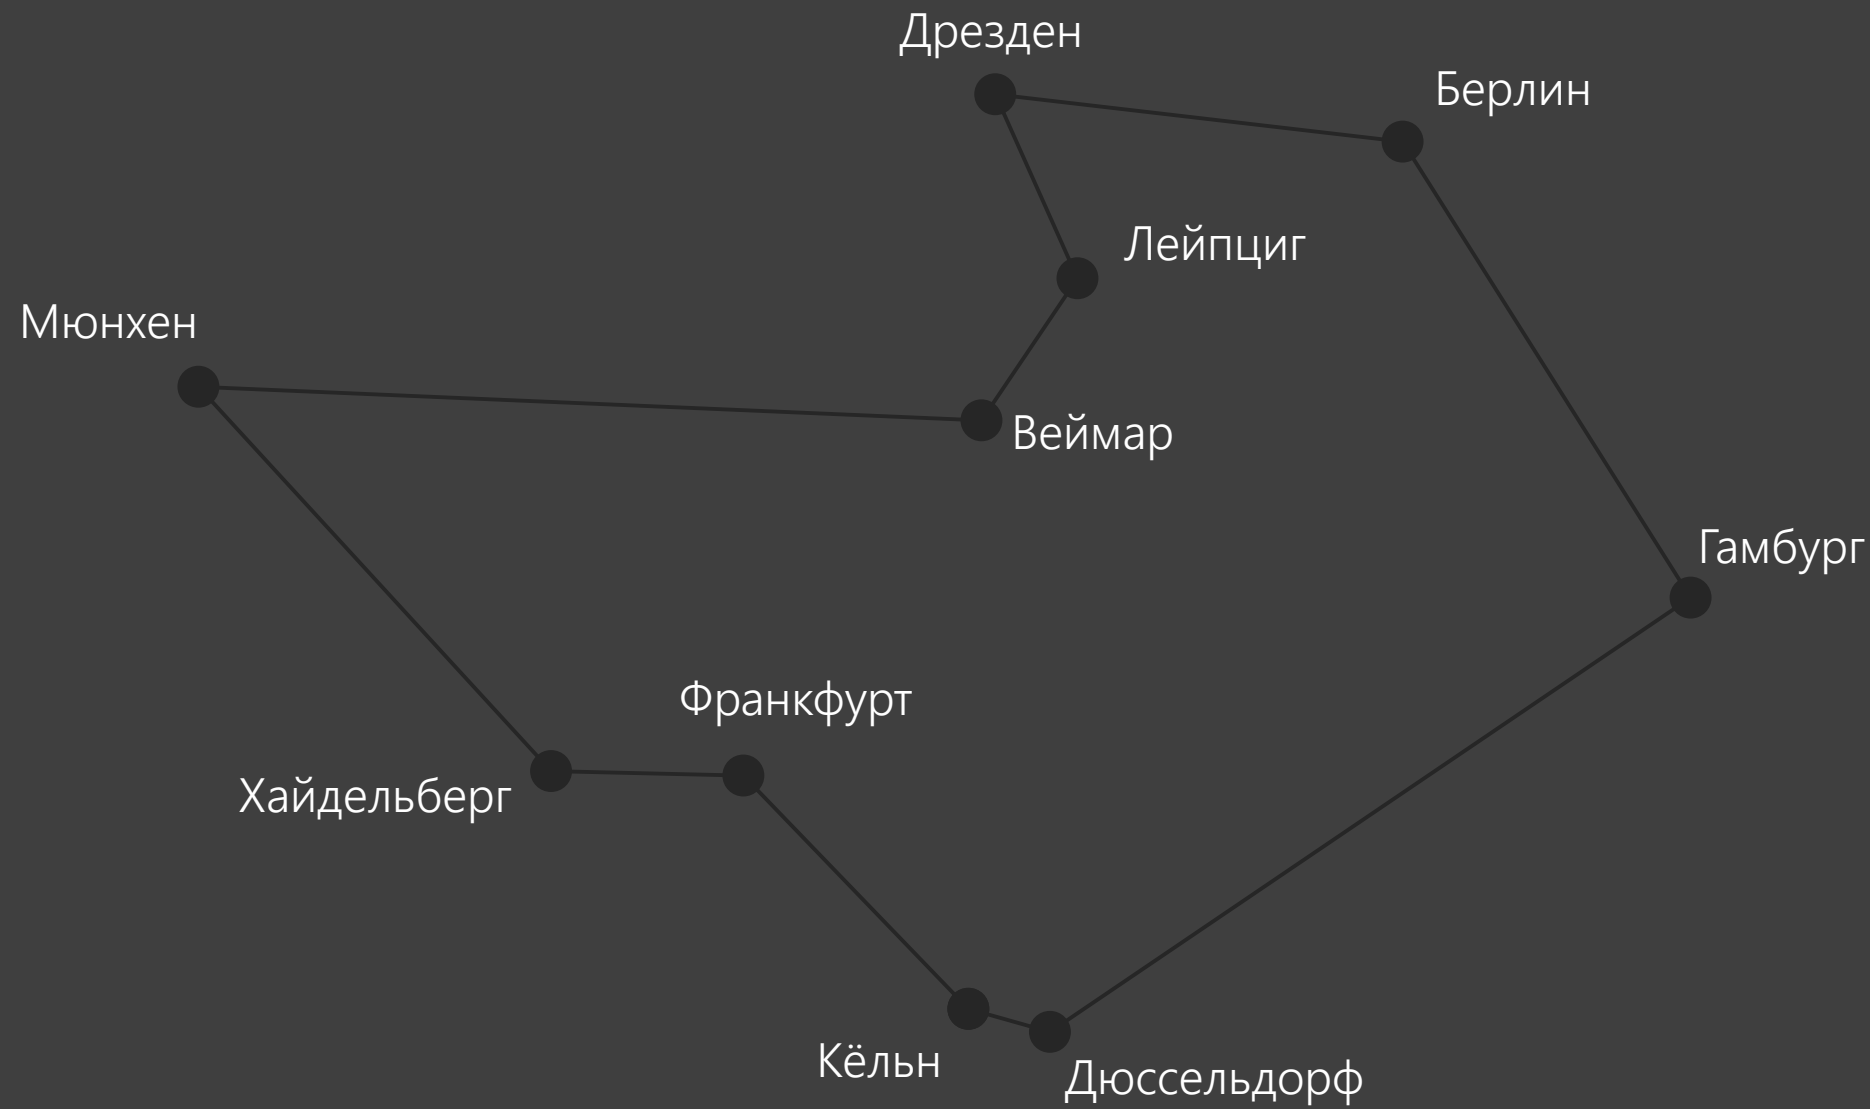 Дрезден
Берлин
Лейпциг
Мюнхен
Веймар
Гамбург
Франкфурт
Хайдельберг
Кёльн
Дюссельдорф